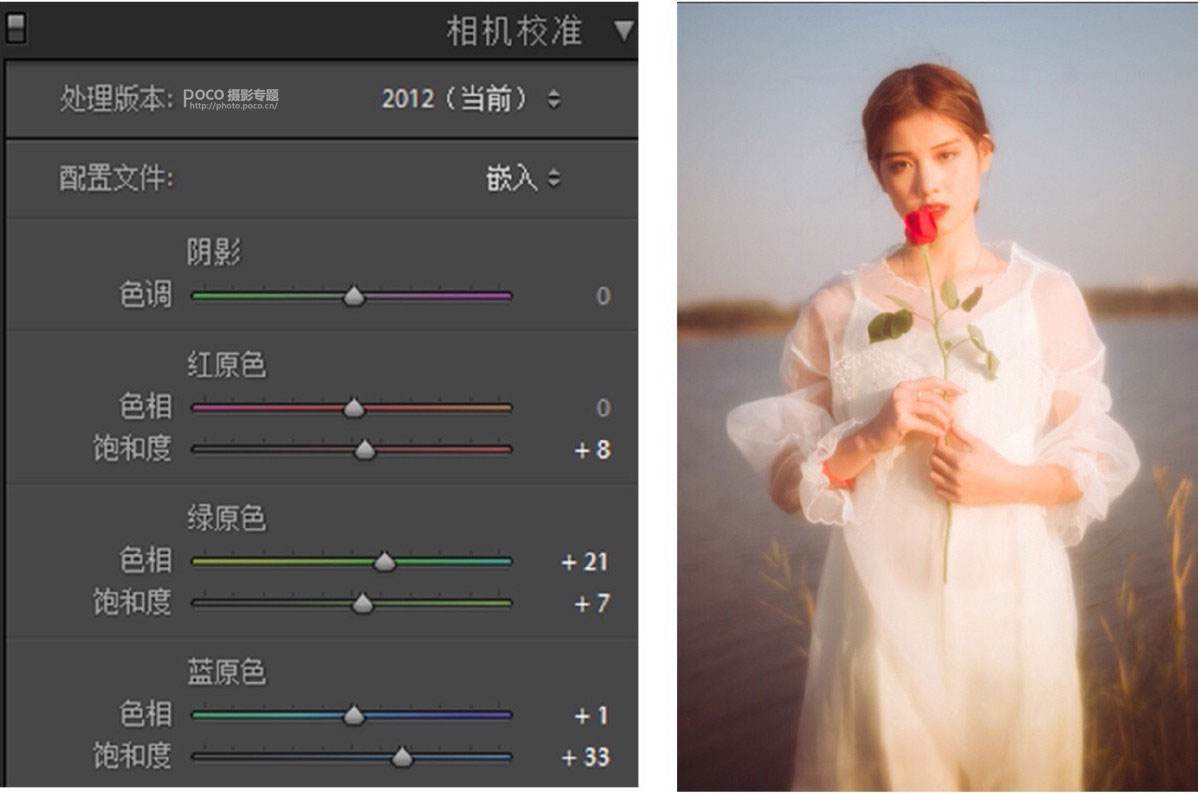 相机校准
处理版本: POCO 摄影专题 2012（当前）
http://photo.poco.cn/
配置文件: 嵌入
阴影
色调 0
红原色
色相 0
饱和度 + 8
绿原色
色相 + 21
饱和度 + 7
蓝原色
色相 + 1
饱和度 + 33